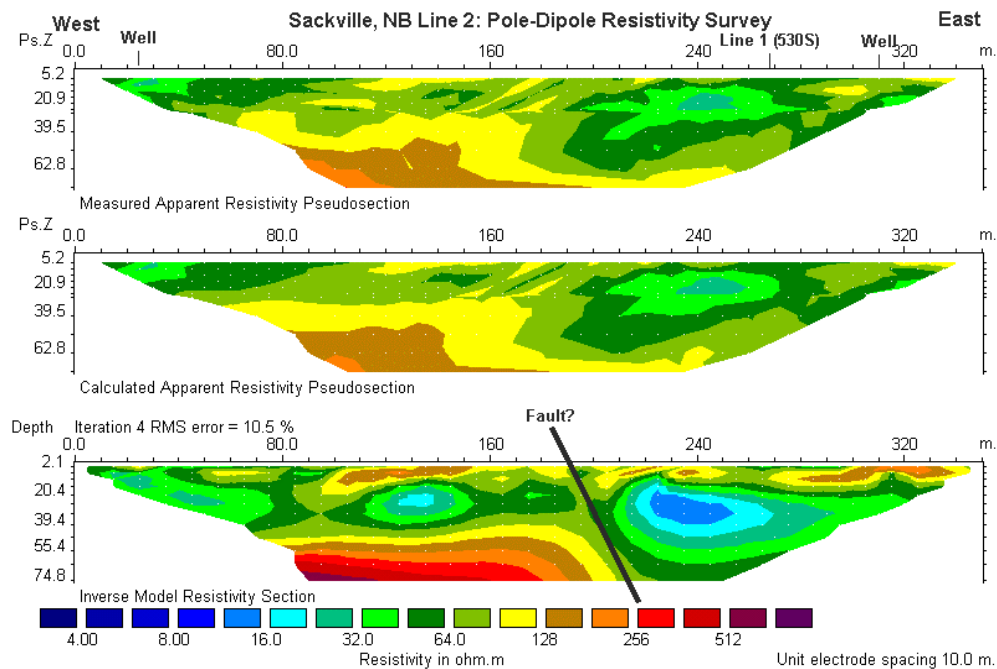 Sackville, NB Line 2: Pole-Dipole Resistivity Survey
West East
Ps.Z Well Line 1 (530S) Well
0.0 80.0 160 240 320 m.
5.2
20.9
39.5
62.8
Measured Apparent Resistivity Pseudosection
Ps.Z
0.0 80.0 160 240 320 m.
5.2
20.9
39.5
62.8
Calculated Apparent Resistivity Pseudosection
Fault?
Depth Iteration 4 RMS error = 10.5 %
0.0 80.0 160 240 320 m.
2.1
20.4
39.4
55.4
74.8
Inverse Model Resistivity Section
4.00 8.00 16.0 32.0 64.0 128 256 512
Resistivity in ohm.m Unit electrode spacing 10.0 m.